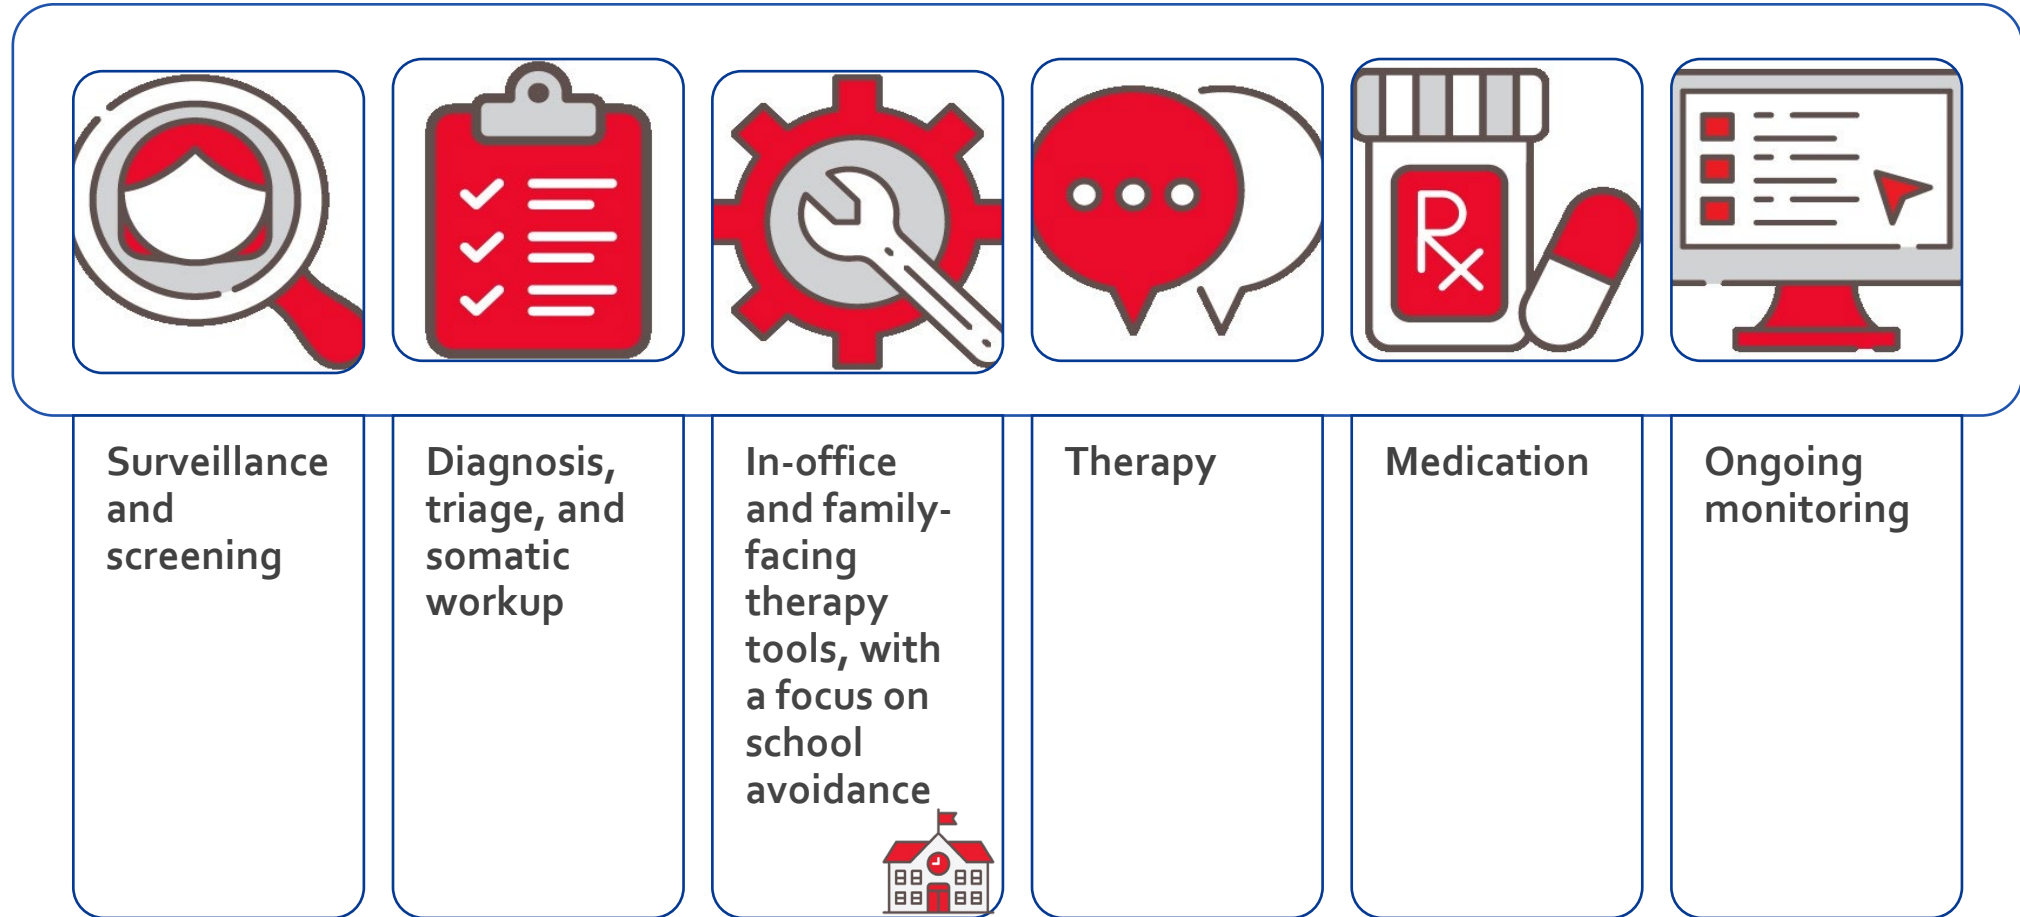 Rx
Surveillance
and
screening
Diagnosis,
triage, and
somatic
workup
In-office
and family-
facing
therapy
tools, with
a focus on
school
avoidance
Therapy
Medication
Ongoing
monitoring